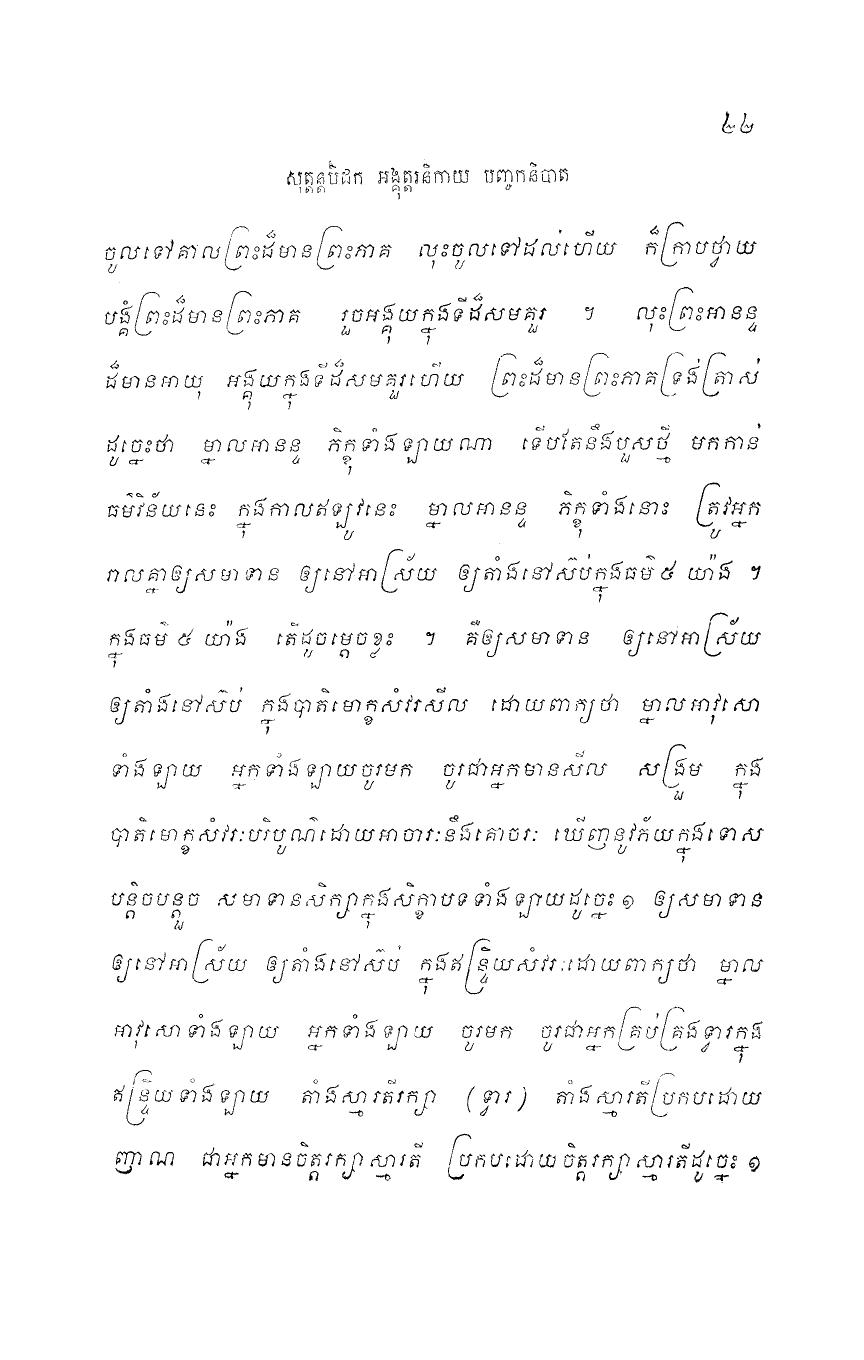 ៤៤
សុត្តន្តបិដក អង្គុត្តរនិកាយ បញ្ចកនិបាត
ចូលទៅគាលព្រះដ៏មានព្រះភាគ លុះចូលទៅដល់ហើយ ក៏ក្រាបថ្វាយ
បង្គំព្រះដ៏មានព្រះភាគ រួចអង្គុយក្នុងទីដ៏សមគួរ ។ លុះព្រះអានន្ទ
ដ៏មានអាយុ អង្គុយក្នុងទីដ៏សមគួរហើយ ព្រះដ៏មានព្រះភាគទ្រង់ត្រាស់
ដូច្នេះថា ម្នាលអានន្ទ ភិក្ខុទាំងឡាយណា ទើបតែនឹងបួសថ្មី មកកាន់
ធម៌វិន័យនេះ ក្នុងកាលឥឡូវនេះ ម្នាលអានន្ទ ភិក្ខុទាំងនោះ ត្រូវអ្នក
រាលគ្នាឲ្យសមាទាន ឲ្យនៅអាស្រ័យ ឲ្យតាំងនៅស៊ប់ក្នុងធម៌ ៥ យ៉ាង ។
ក្នុងធម៌ ៥ យ៉ាង តើដូចម្តេចខ្លះ ។ គឺឲ្យសមាទាន ឲ្យនៅអាស្រ័យ
ឲ្យតាំងនៅស៊ប់ ក្នុងបាតិមោក្ខសំវរសីល ដោយពាក្យថា ម្នាលអាវុសោ
ទាំងឡាយ អ្នកទាំងឡាយចូរមក ចូរជាអ្នកមានសីល សង្រួម ក្នុង
បាតិមោក្ខសំវរៈបរិបូណ៌ដោយអាចារៈនឹងគោចរៈ ឃើញនូវភ័យក្នុងទោស
បន្តិចបន្តួច សមាទានសិក្សាក្នុងសិក្ខាបទទាំងឡាយដូច្នេះ ១ ឲ្យសមាទាន
ឲ្យនៅអាស្រ័យ ឲ្យតាំងនៅស៊ប់ ក្នុងឥន្ទ្រិយសំវរៈដោយពាក្យថា ម្នាល
អាវុសោទាំងឡាយ អ្នកទាំងឡាយ ចូរមក ចូរជាអ្នកគ្រប់គ្រងទ្វារក្នុង
ឥន្ទ្រិយទាំងឡាយ តាំងស្មារតីរក្សា (ទ្វារ) តាំងស្មារតីប្រកបដោយ
ញាណ ជាអ្នកមានចិត្តរក្សាស្មារតី ប្រកបដោយចិត្តរក្សាស្មារតីដូច្នេះ ១